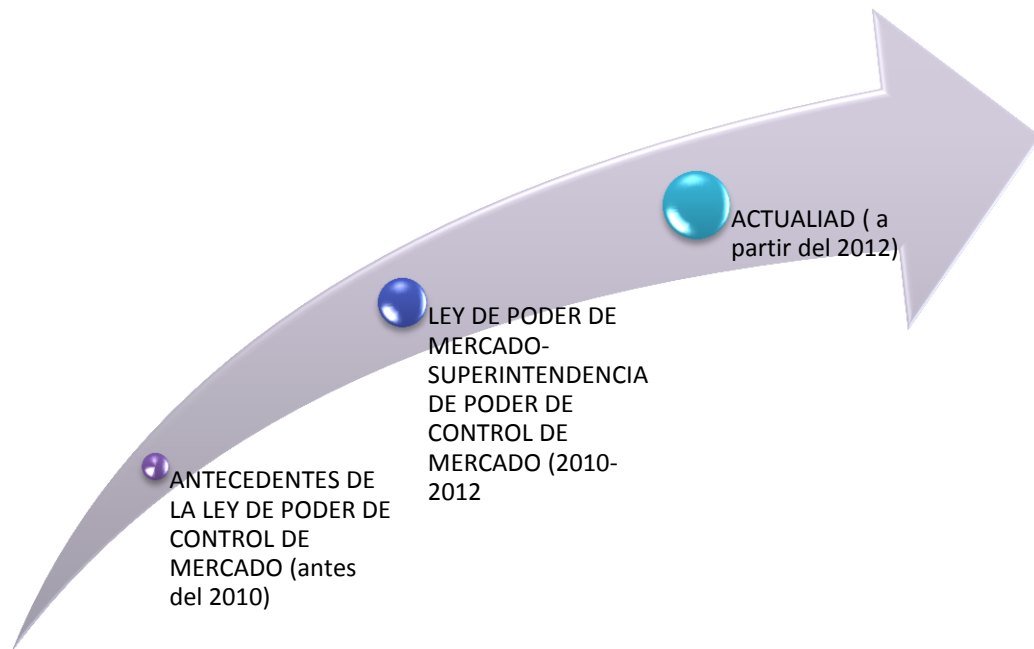 ACTUALIAD ( a
partir del 2012)
LEY DE PODER DE
MERCADO-
SUPERINTENDENCIA
DE PODER DE
CONTROL DE
MERCADO (2010-
2012
ANTECEDENTES DE
LA LEY DE PODER DE
CONTROL DE
MERCADO (antes
del 2010)